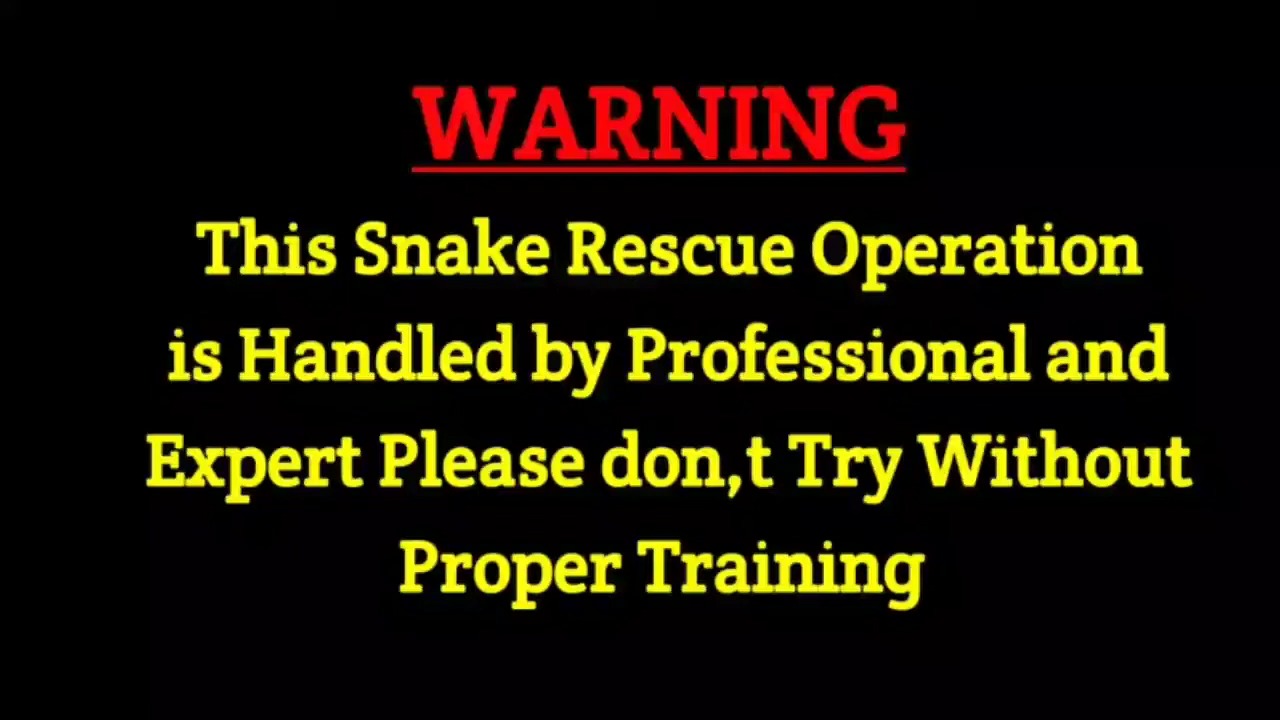 WARNING
This Snake Rescue Operation
is Handled by Professional and
Expert Please don,t Try Without
Proper Training